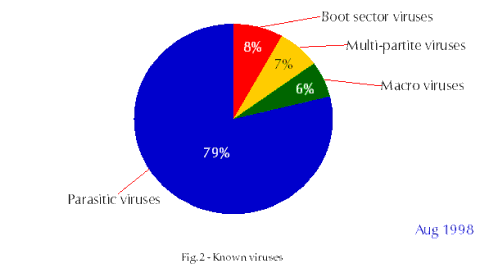 Boot sector viruses
8%
Multi-partite viruses
7%
Macro viruses
6%
79%
Parasitic viruses
Aug 1998
Fig.2 - Known viruses